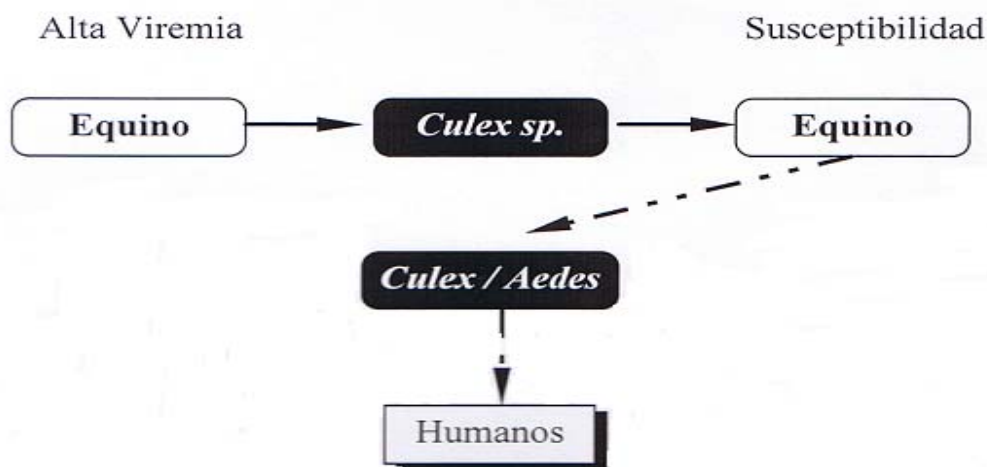 Alta Viremia
Susceptibilidad
Equino
Culex sp.
Equino
Culex / Aedes
Humanos